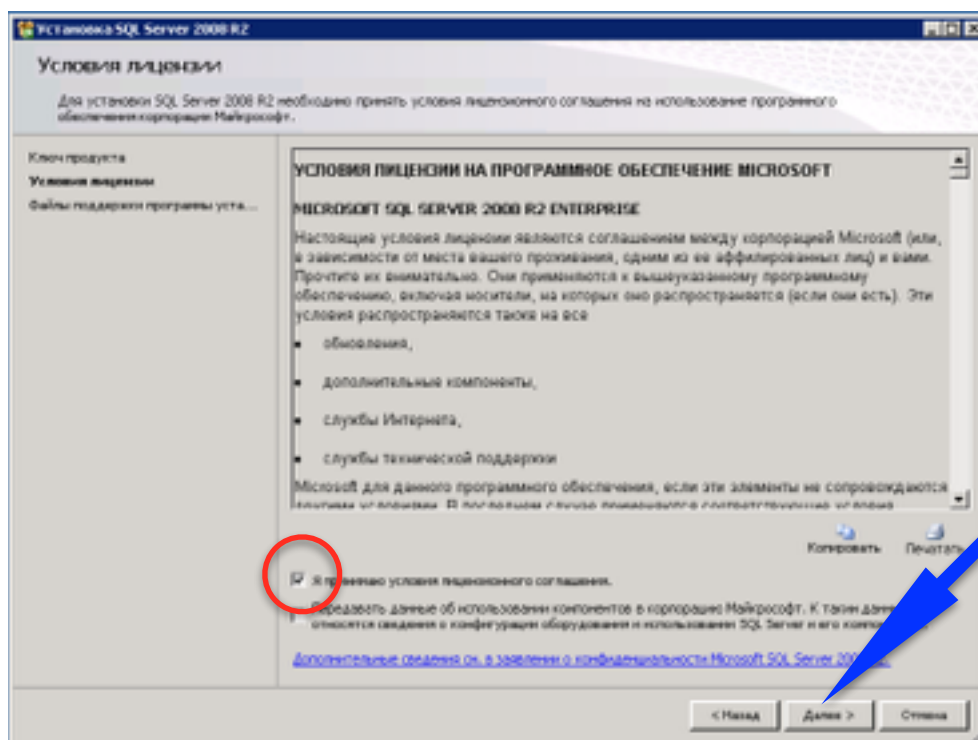 Установка SQL Server 2008 R2
Условия лицензии
Для установки SQL Server 2008 R2 необходимо принять условия лицензионного соглашения на использование программного
обеспечения корпорации Майкрософт.
Ключ продукта
Условия лицензии
Файлы поддержки программы уста...
УСЛОВИЯ ЛИЦЕНЗИИ НА ПРОГРАММНОЕ ОБЕСПЕЧЕНИЕ MICROSOFT
MICROSOFT SQL SERVER 2008 R2 ENTERPRISE
Настоящие условия лицензии являются соглашением между корпорацией Microsoft (или,
в зависимости от места вашего проживания, одним из ее аффилированных лиц) и вами.
Прочтите их внимательно. Они применяются к вышеуказанному программному
обеспечению, включая носители, на которых оно распространяется (если они есть). Эти
условия распространяются также на все
▪ обновления,
▪ дополнительные компоненты,
▪ службы Интернета,
▪ службы технической поддержки
Microsoft для данного программного обеспечения, если эти элементы не сопровождаются
другими условиями. В последнем случае применяются соответствующие условия
Копировать Печатать
Я принимаю условия лицензионного соглашения.
Передавать данные об использовании компонентов в корпорацию Майкрософт. К таким
относятся сведения о конфигурации оборудования и использовании SQL Server и его
Дополнительные сведения см. в заявлении о конфиденциальности Microsoft SQL Server
< Назад Далее > Отмена